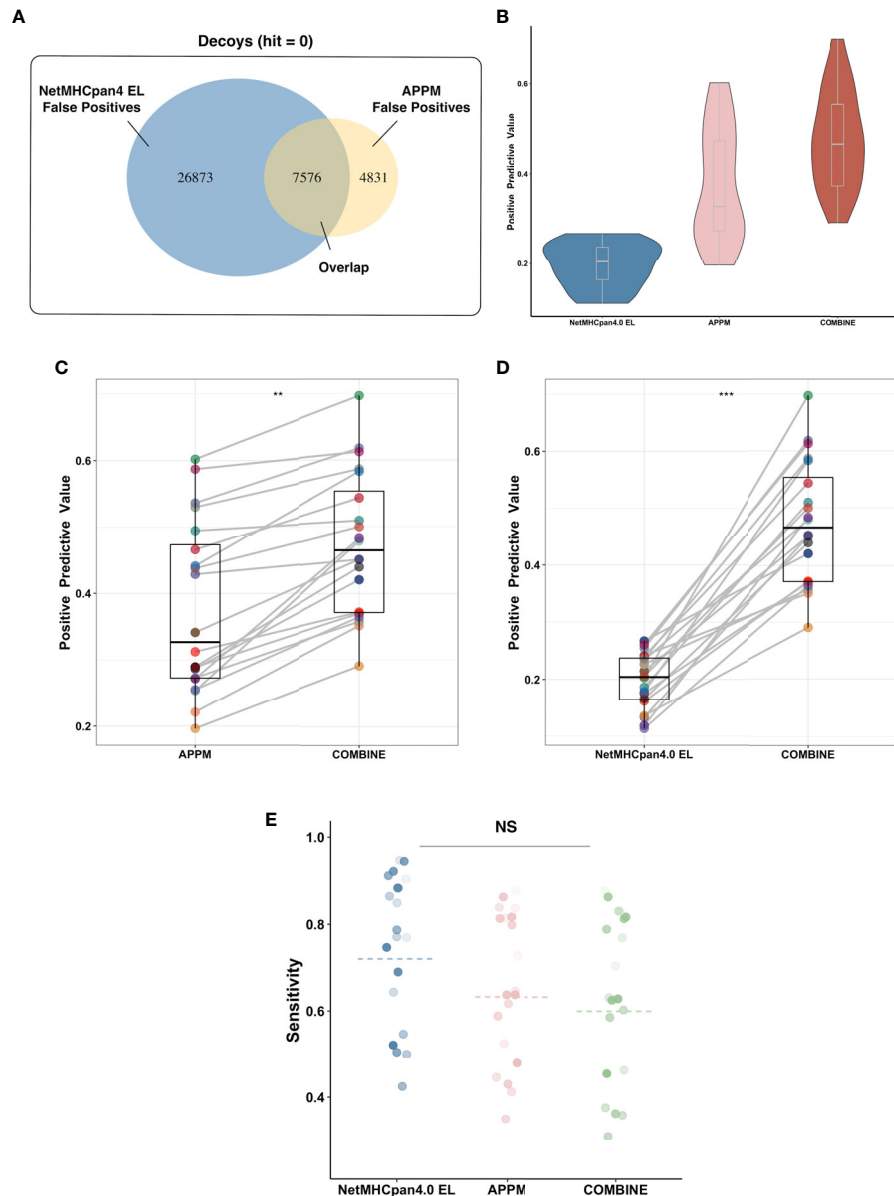 A
Decoys (hit = 0)
NetMHCpan4 EL
False Positives
APPM
False Positives
26873
7576
4831
Overlap
B
Positive Predictive Value
0.6
0.4
0.2
NetMHCpan4.0 EL
APPM
COMBINE
C
**
Positive Predictive Value
0.6
0.4
0.2
APPM
COMBINE
D
***
Positive Predictive Value
0.6
0.4
0.2
NetMHCpan4.0 EL
COMBINE
E
NS
Sensitivity
1.0
0.8
0.6
0.4
NetMHCpan4.0 EL
APPM
COMBINE